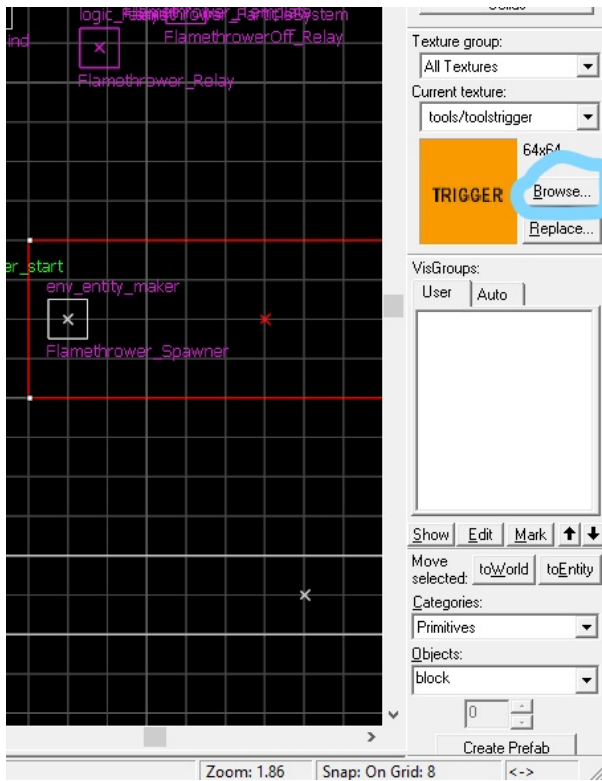 ind
FlamethrowerOff_Relay
Flamethrower_Relay
er_start
env_entity_maker
Flamethrower_Spawner
Texture group:
All Textures
Current texture:
tools/toolstrigger
64x64
TRIGGER
Browse...
Replace...
VisGroups:
User Auto
Show Edit Mark
Move selected: toWorld toEntity
Categories:
Primitives
Objects:
block
0
Create Prefab
Zoom: 1.86 Snap: On Grid: 8 <->